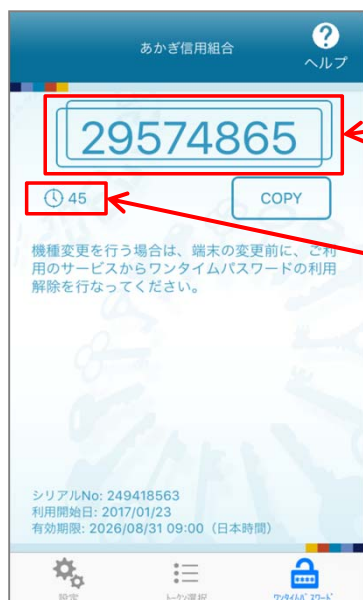 あかぎ信用組合
?
ヘルプ
29574865
45
COPY
機種変更を行う場合は、端末の変更前に、ご利
用のサービスからワンタイムパスワードの利用
解除を行なってください。
シリアルNo: 249418563
利用開始日: 2017/01/23
有効期限: 2026/08/31 09:00（日本時間）
設定
トークン選択
ワンタイムパスワード